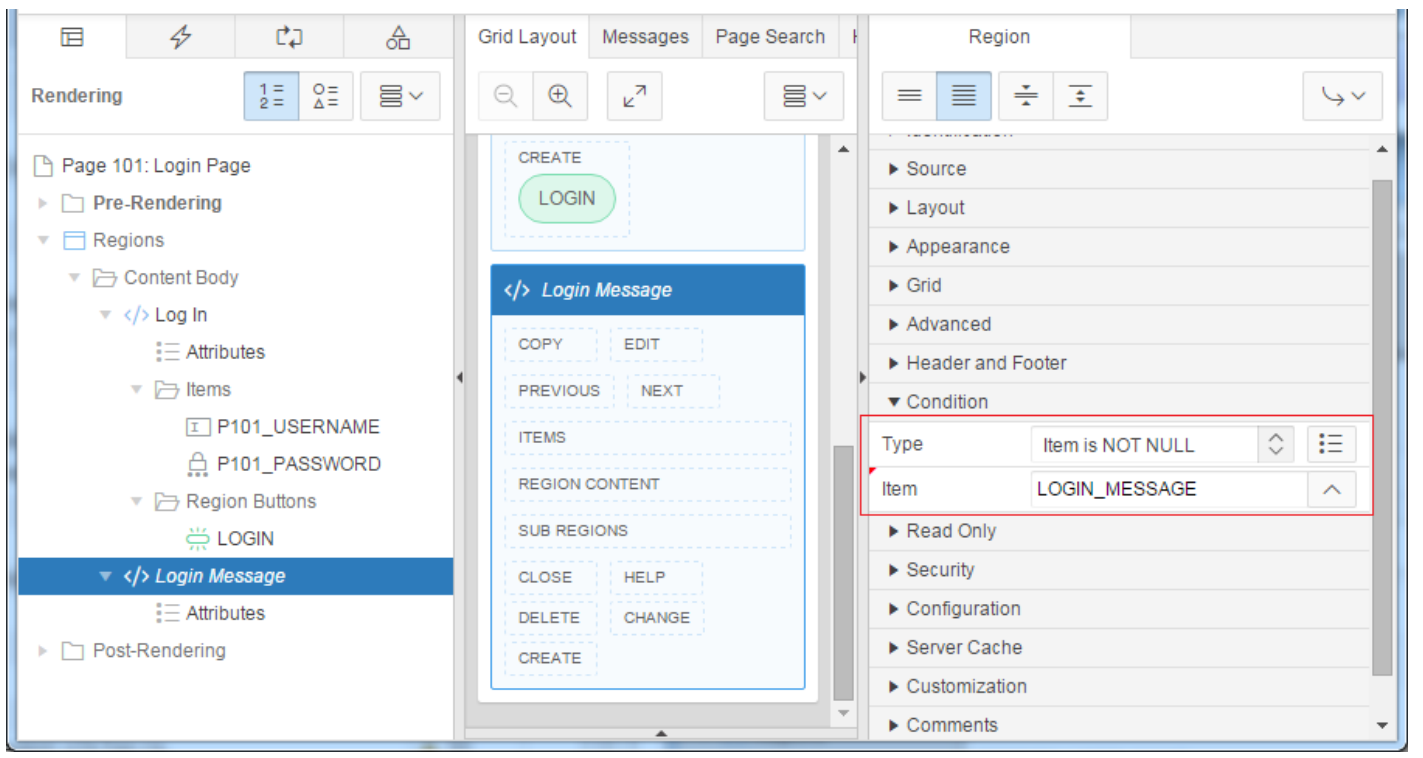 Rendering
1
2
Page 101: Login Page
Pre-Rendering
Regions
Content Body
</> Log In
Attributes
Items
P101_USERNAME
P101_PASSWORD
Region Buttons
LOGIN
</> Login Message
Attributes
Post-Rendering
Grid Layout Messages Page Search
CREATE
LOGIN
</> Login Message
COPY EDIT
PREVIOUS NEXT
ITEMS
REGION CONTENT
SUB REGIONS
CLOSE HELP
DELETE CHANGE
CREATE
Region
Source
Layout
Appearance
Grid
Advanced
Header and Footer
Condition
Type Item is NOT NULL
Item LOGIN_MESSAGE
Read Only
Security
Configuration
Server Cache
Customization
Comments